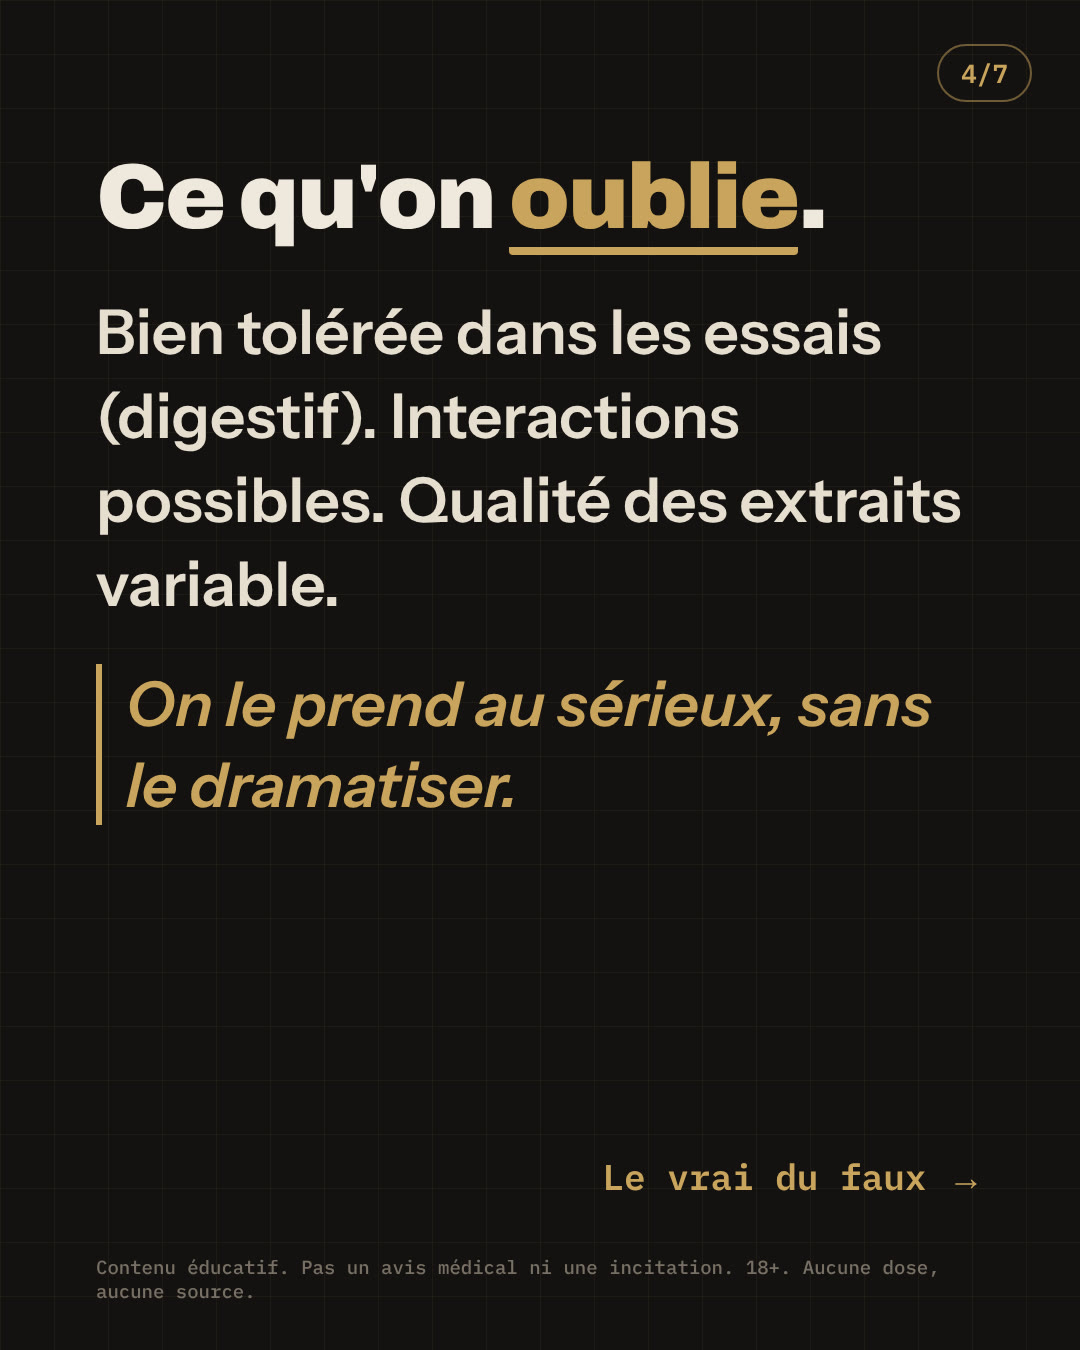 4/7
Ce qu'on oublie.
Bien tolérée dans les essais
(digestif). Interactions
possibles. Qualité des extraits
variable.
On le prend au sérieux, sans
le dramatiser.
Le vrai du faux →
Contenu éducatif. Pas un avis médical ni une incitation. 18+. Aucune dose,
aucune source.